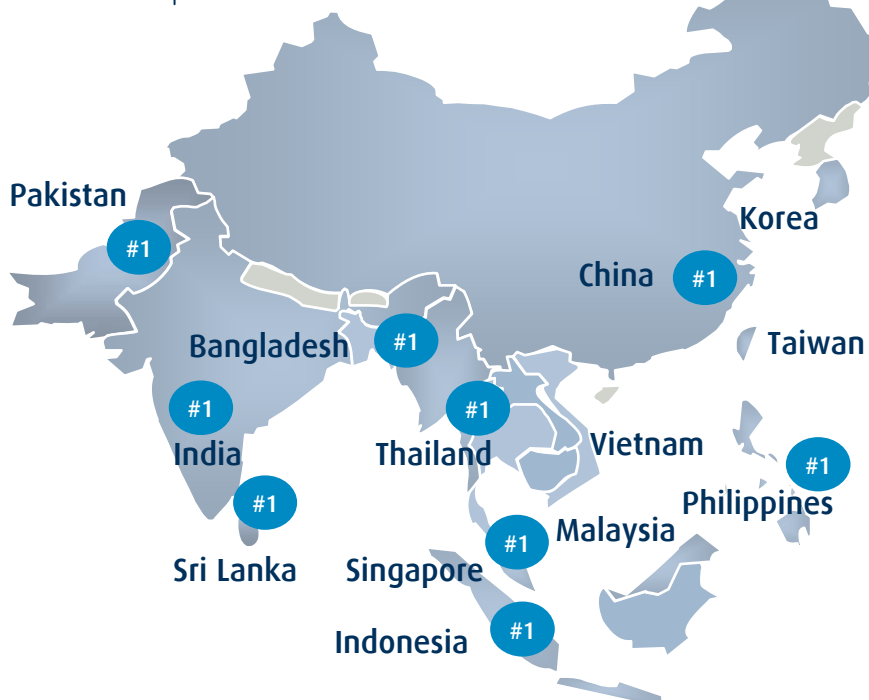 Pakistan
#1
Korea
China
#1
Bangladesh
#1
Taiwan
#1
India
#1
Thailand
Vietnam
#1
Philippines
#1
Sri Lanka
#1
Malaysia
Singapore
#1
Indonesia